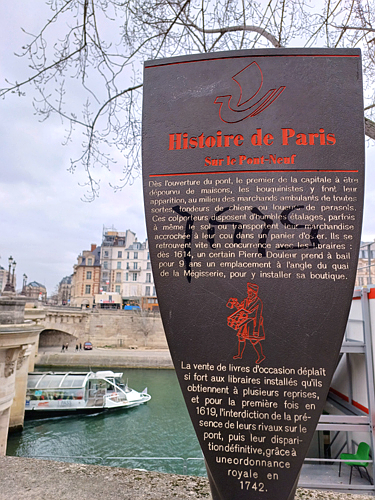 Histoire de Paris
Sur le Pont-Neuf
Dès l'ouverture du pont, le premier de la capitale à être
dépourvu de maisons, les bouquinistes y font leur
apparition, au milieu des marchands ambulants de toutes
sortes, tondeurs de chiens ou loueurs de parasols.
Ces colporteurs disposent d'étalages, parfois
à même le sol ou transportent leur marchandise
accrochée à leur cou dans un panier d'osier. Ils se
retrouvent vite en concurrence avec les libraires :
dès 1614, un certain Pierre Douleur prend à bail
pour 9 ans un emplacement à l'angle du quai
de la Mégisserie, pour y installer sa boutique.
La vente de livres d'occasion déplaît
si fort aux libraires installés qu'ils
obtiennent à plusieurs reprises,
et pour la première fois en
1619, l'interdiction de la pré-
sence de leurs rivaux sur le
pont, puis leur dispari-
tion définitive, grâce à
une ordonnance
royale en
1742.